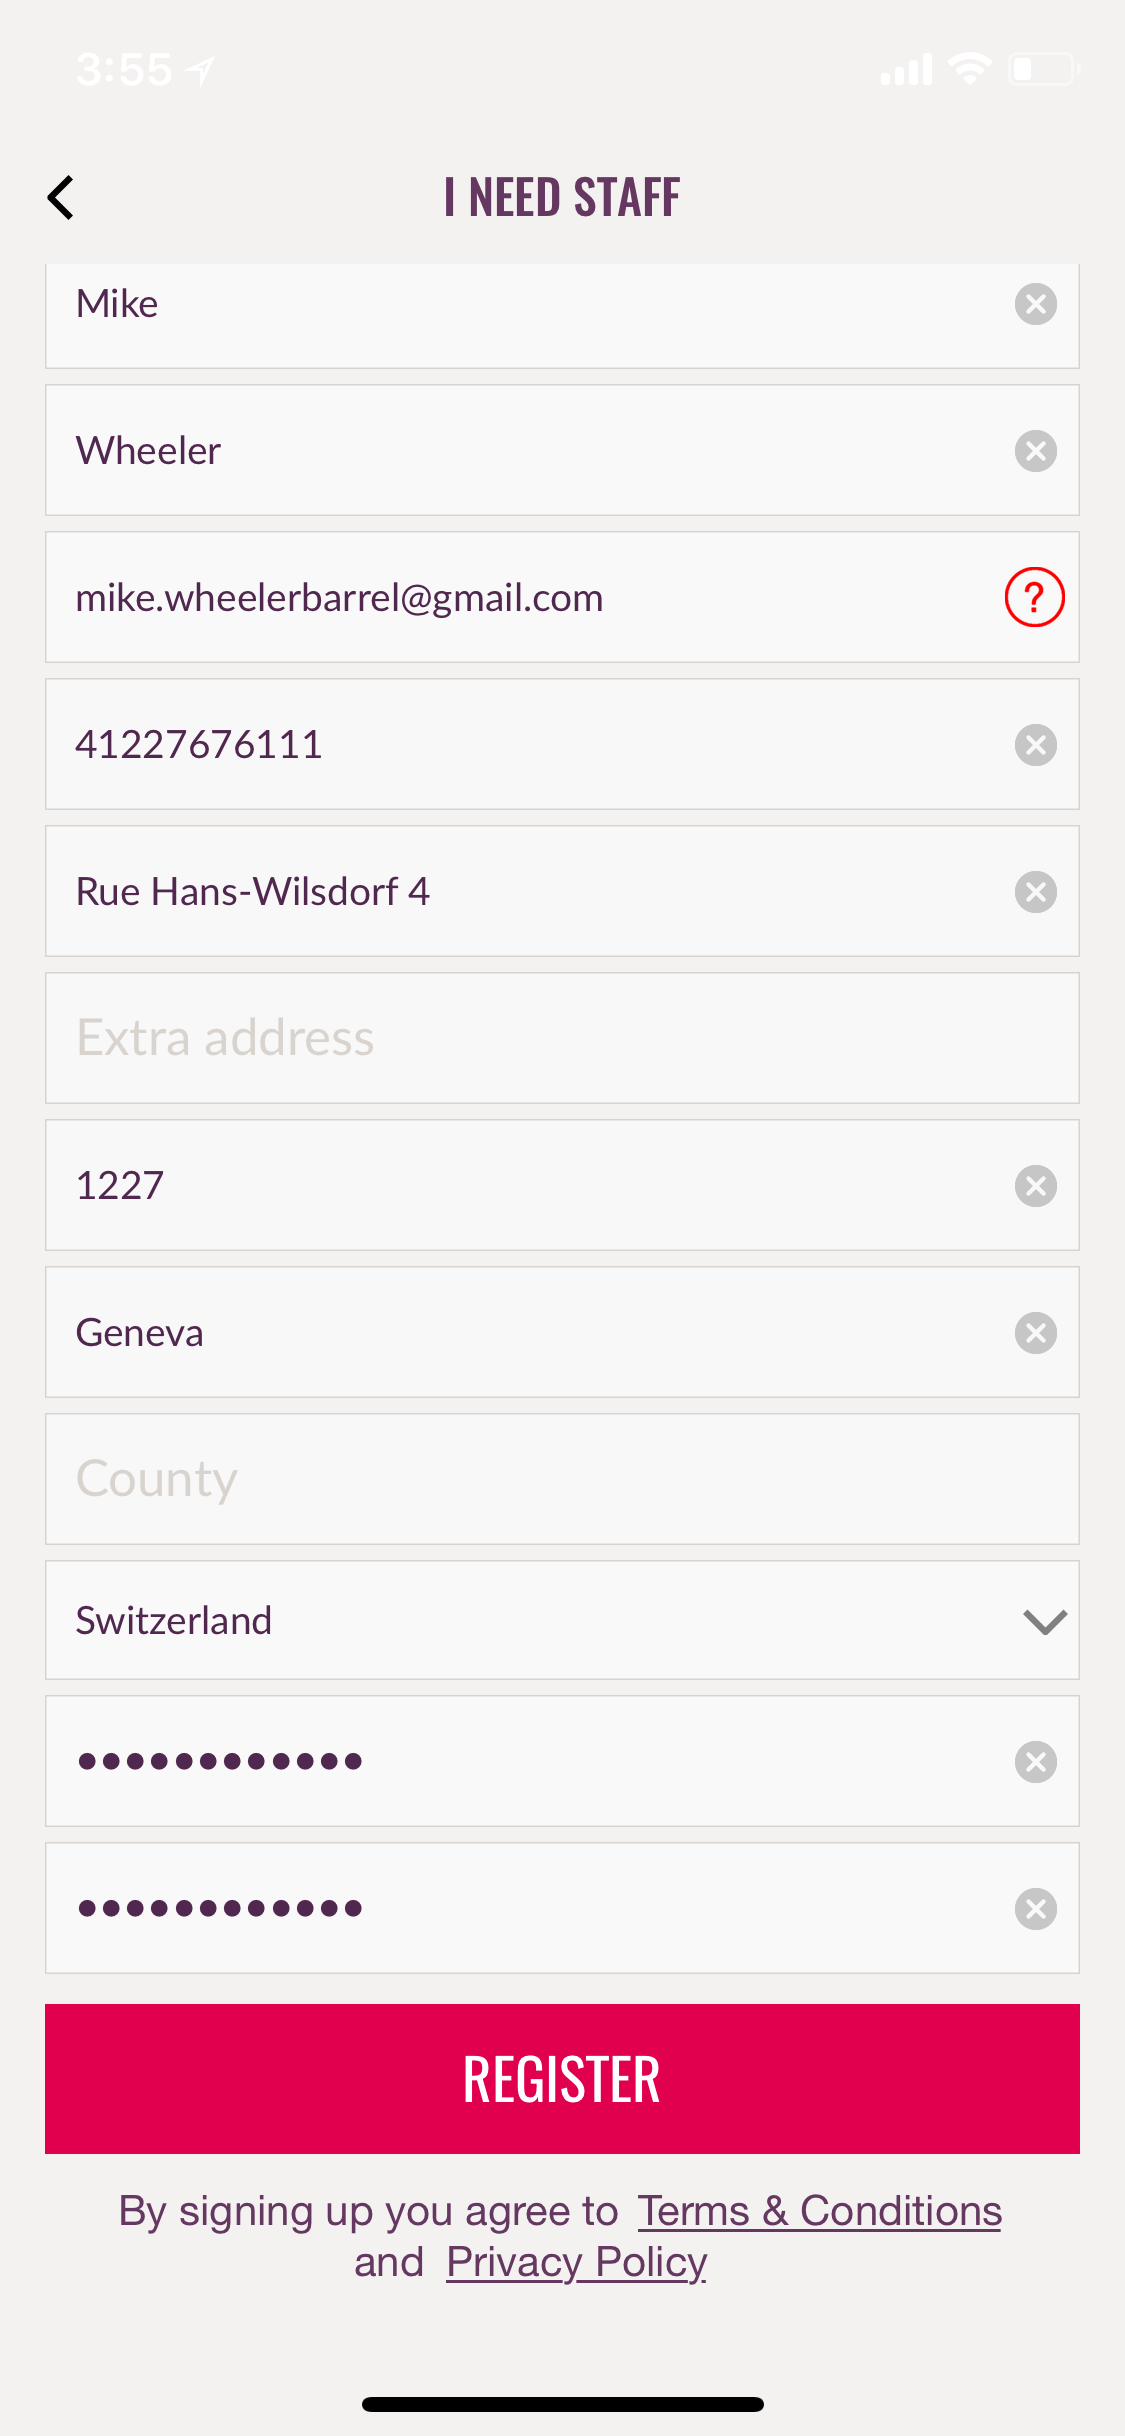 3:55
I NEED STAFF
Mike
Wheeler
mike.wheelerbarrel@gmail.com
?
41227676111
Rue Hans-Wilsdorf 4
Extra address
1227
Geneva
County
Switzerland
••••••••••••
••••••••••••
REGISTER
By signing up you agree to Terms & Conditions
and Privacy Policy